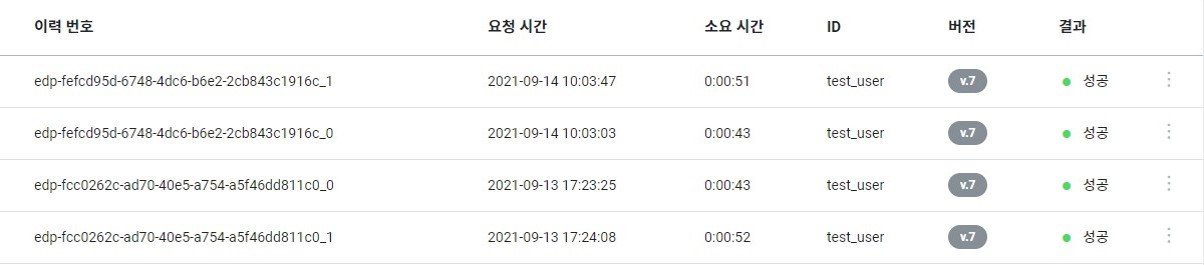 이력 번호 요청 시간 소요 시간 ID 버전 결과
edp-fefcd95d-6748-4dc6-b6e2-2cb843c1916c_1 2021-09-14 10:03:47 0:00:51 test_user v.7 성공
edp-fefcd95d-6748-4dc6-b6e2-2cb843c1916c_0 2021-09-14 10:03:03 0:00:43 test_user v.7 성공
edp-fcc0262c-ad70-40e5-a754-a5f46dd811c0_0 2021-09-13 17:23:25 0:00:43 test_user v.7 성공
edp-fcc0262c-ad70-40e5-a754-a5f46dd811c0_1 2021-09-13 17:24:08 0:00:52 test_user v.7 성공